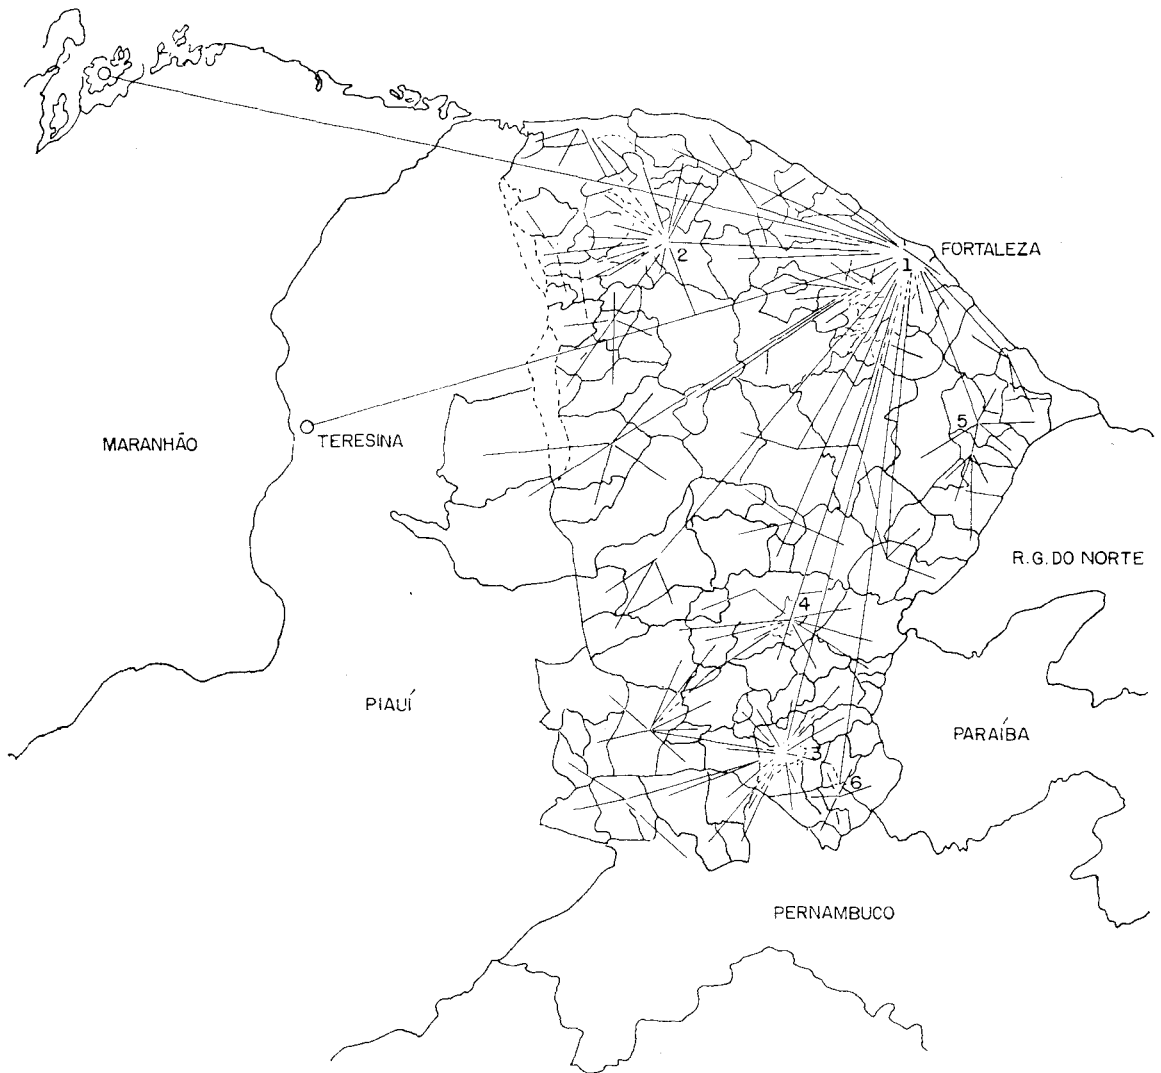 FORTALEZA
1
2
MARANHÃO
TERESINA
5
R.G. DO NORTE
4
PIAUÍ
PARAÍBA
3
6
PERNAMBUCO